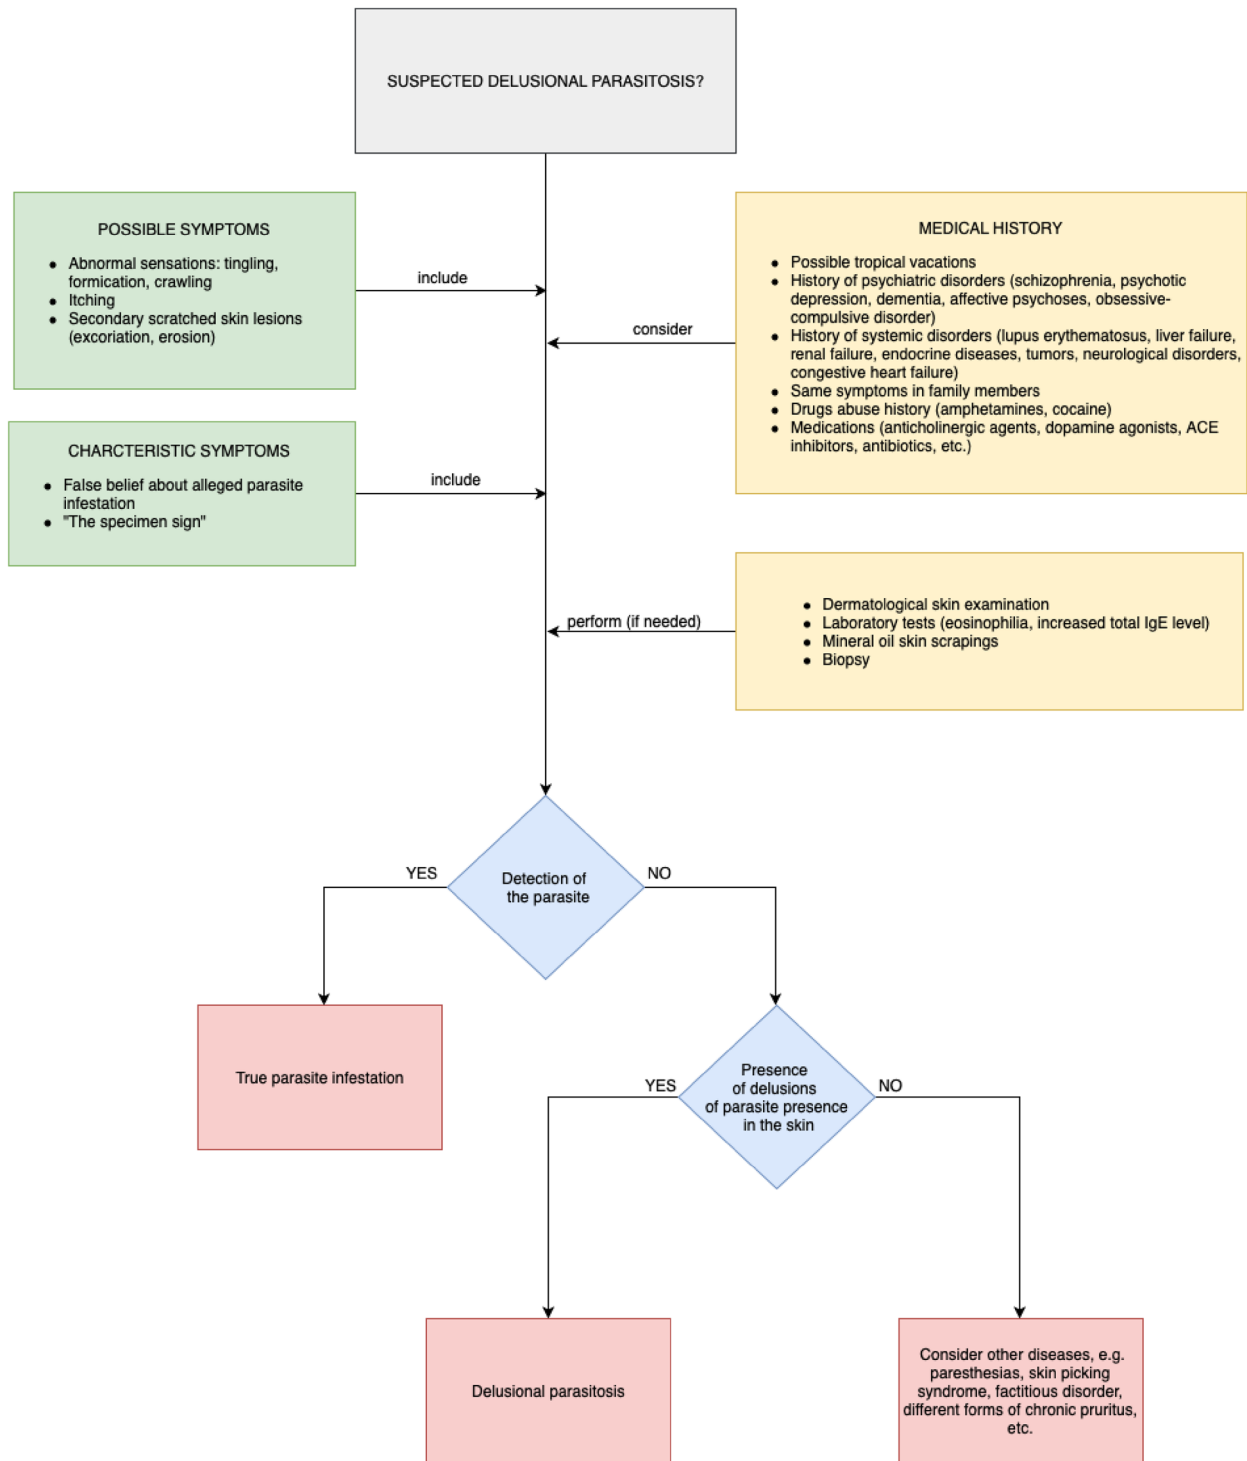 SUSPECTED DELUSIONAL PARASITOSIS?
POSSIBLE SYMPTOMS
• Abnormal sensations: tingling,
formication, crawling
• Itching
• Secondary scratched skin lesions
(excoriation, erosion)
include
MEDICAL HISTORY
• Possible tropical vacations
• History of psychiatric disorders (schizophrenia, psychotic
depression, dementia, affective psychoses, obsessive-
compulsive disorder)
• History of systemic disorders (lupus erythematosus, liver failure,
renal failure, endocrine diseases, tumors, neurological disorders,
congestive heart failure)
• Same symptoms in family members
• Drugs abuse history (amphetamines, cocaine)
• Medications (anticholinergic agents, dopamine agonists, ACE
inhibitors, antibiotics, etc.)
consider
CHARCTERISTIC SYMPTOMS
• False belief about alleged parasite
infestation
• "The specimen sign"
include
• Dermatological skin examination
• Laboratory tests (eosinophilia, increased total IgE level)
• Mineral oil skin scrapings
• Biopsy
perform (if needed)
Detection of
the parasite
YES
NO
True parasite infestation
Presence
of delusions
of parasite presence
in the skin
YES
NO
Delusional parasitosis
Consider other diseases, e.g.
paresthesias, skin picking
syndrome, factitious disorder,
different forms of chronic pruritus,
etc.